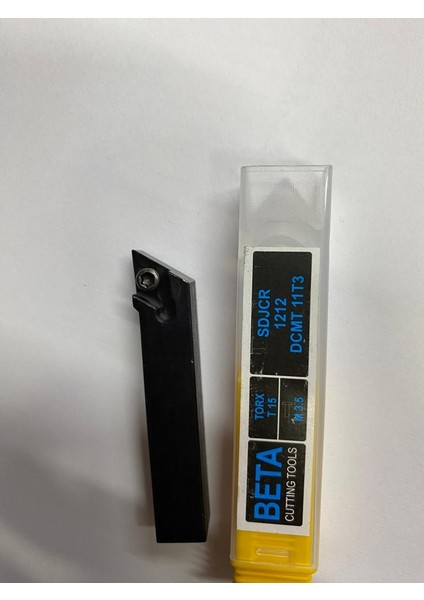 SDJCR
1212
DCMT 11T3
TORX
T 15
M 3.5
BETA
CUTTING TOOLS